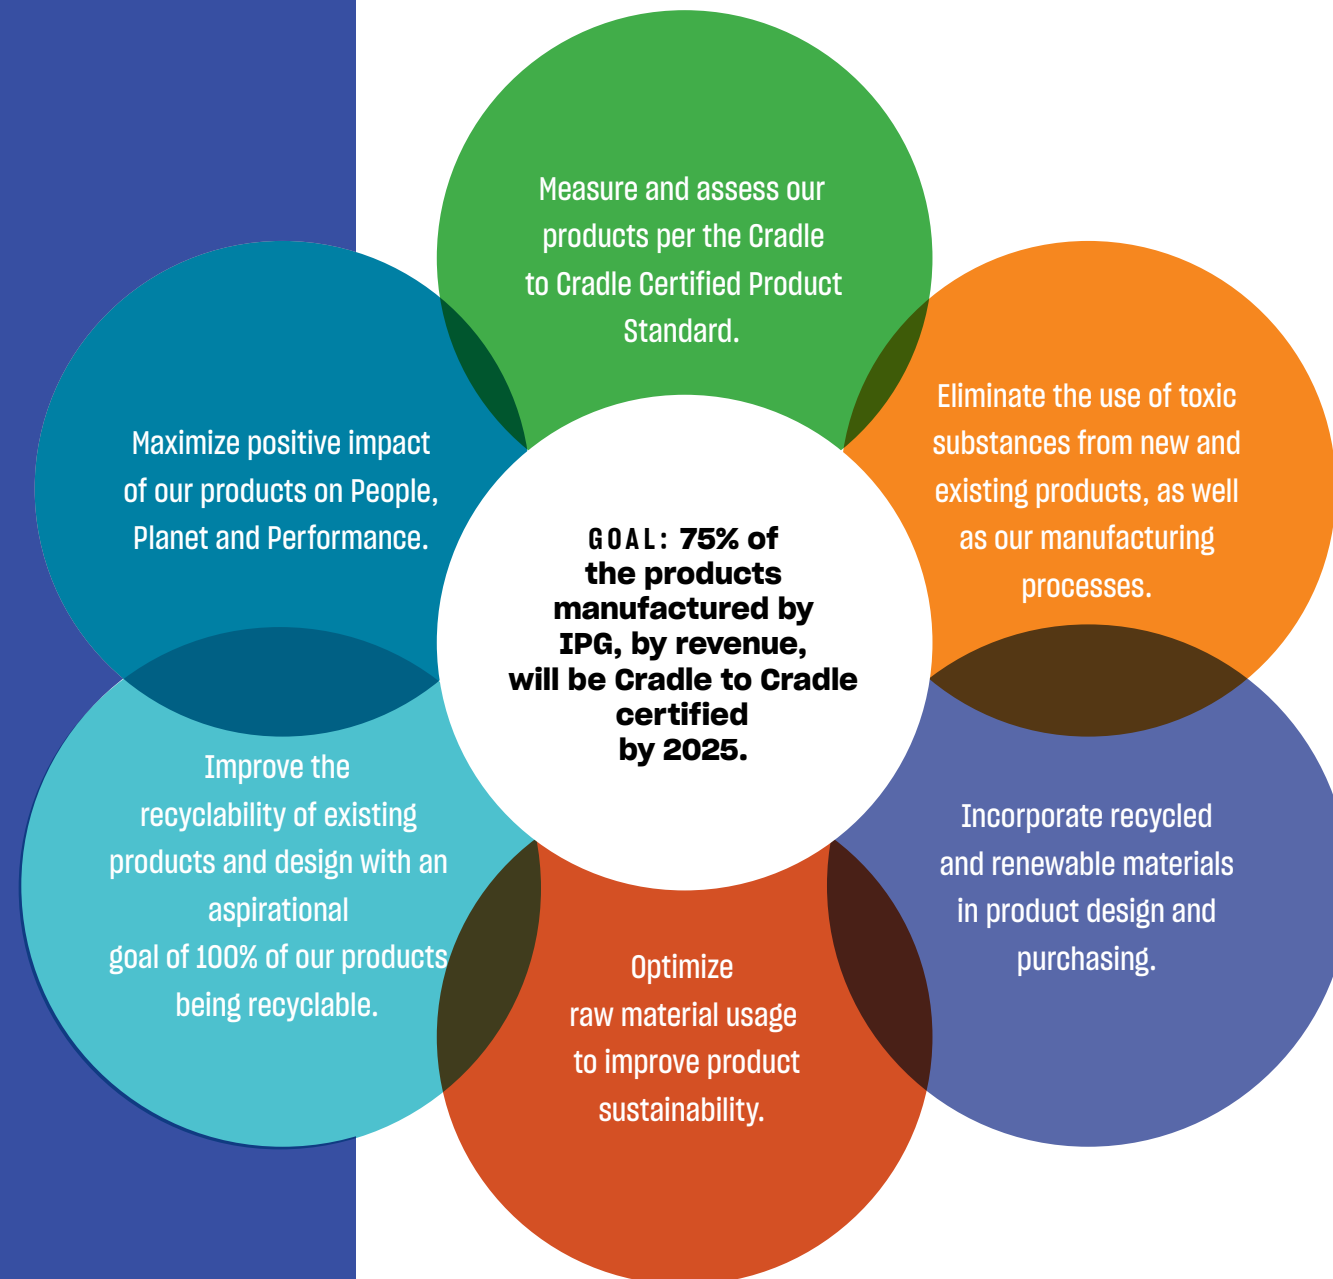 Measure and assess our
products per the Cradle
to Cradle Certified Product
Standard.
Eliminate the use of toxic
substances from new and
existing products, as well
as our manufacturing
processes.
Maximize positive impact
of our products on People,
Planet and Performance.
GOAL: 75% of
the products
manufactured by
IPG, by revenue,
will be Cradle to Cradle
certified
by 2025.
Improve the
recyclability of existing
products and design with an
aspirational
goal of 100% of our products
being recyclable.
Incorporate recycled
and renewable materials
in product design and
purchasing.
Optimize
raw material usage
to improve product
sustainability.